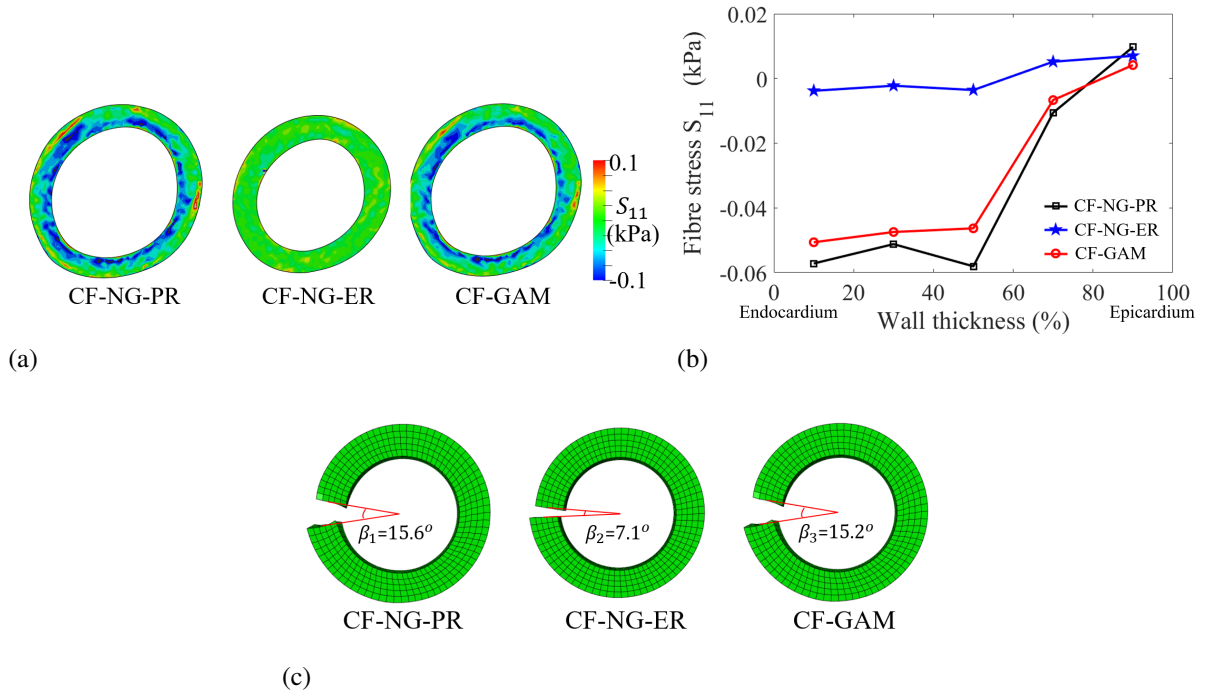 0.1
S₁₁
(kPa)
-0.1
CF-NG-PR
CF-NG-ER
CF-GAM
(a)
Fibre stress S₁₁ (kPa)
0.02
0
-0.02
-0.04
-0.06
CF-NG-PR
CF-NG-ER
CF-GAM
0
20
40
60
80
100
Endocardium
Wall thickness (%)
Epicardium
(b)
β₁=15.6ᵒ
β₂=7.1ᵒ
β₃=15.2ᵒ
CF-NG-PR
CF-NG-ER
CF-GAM
(c)